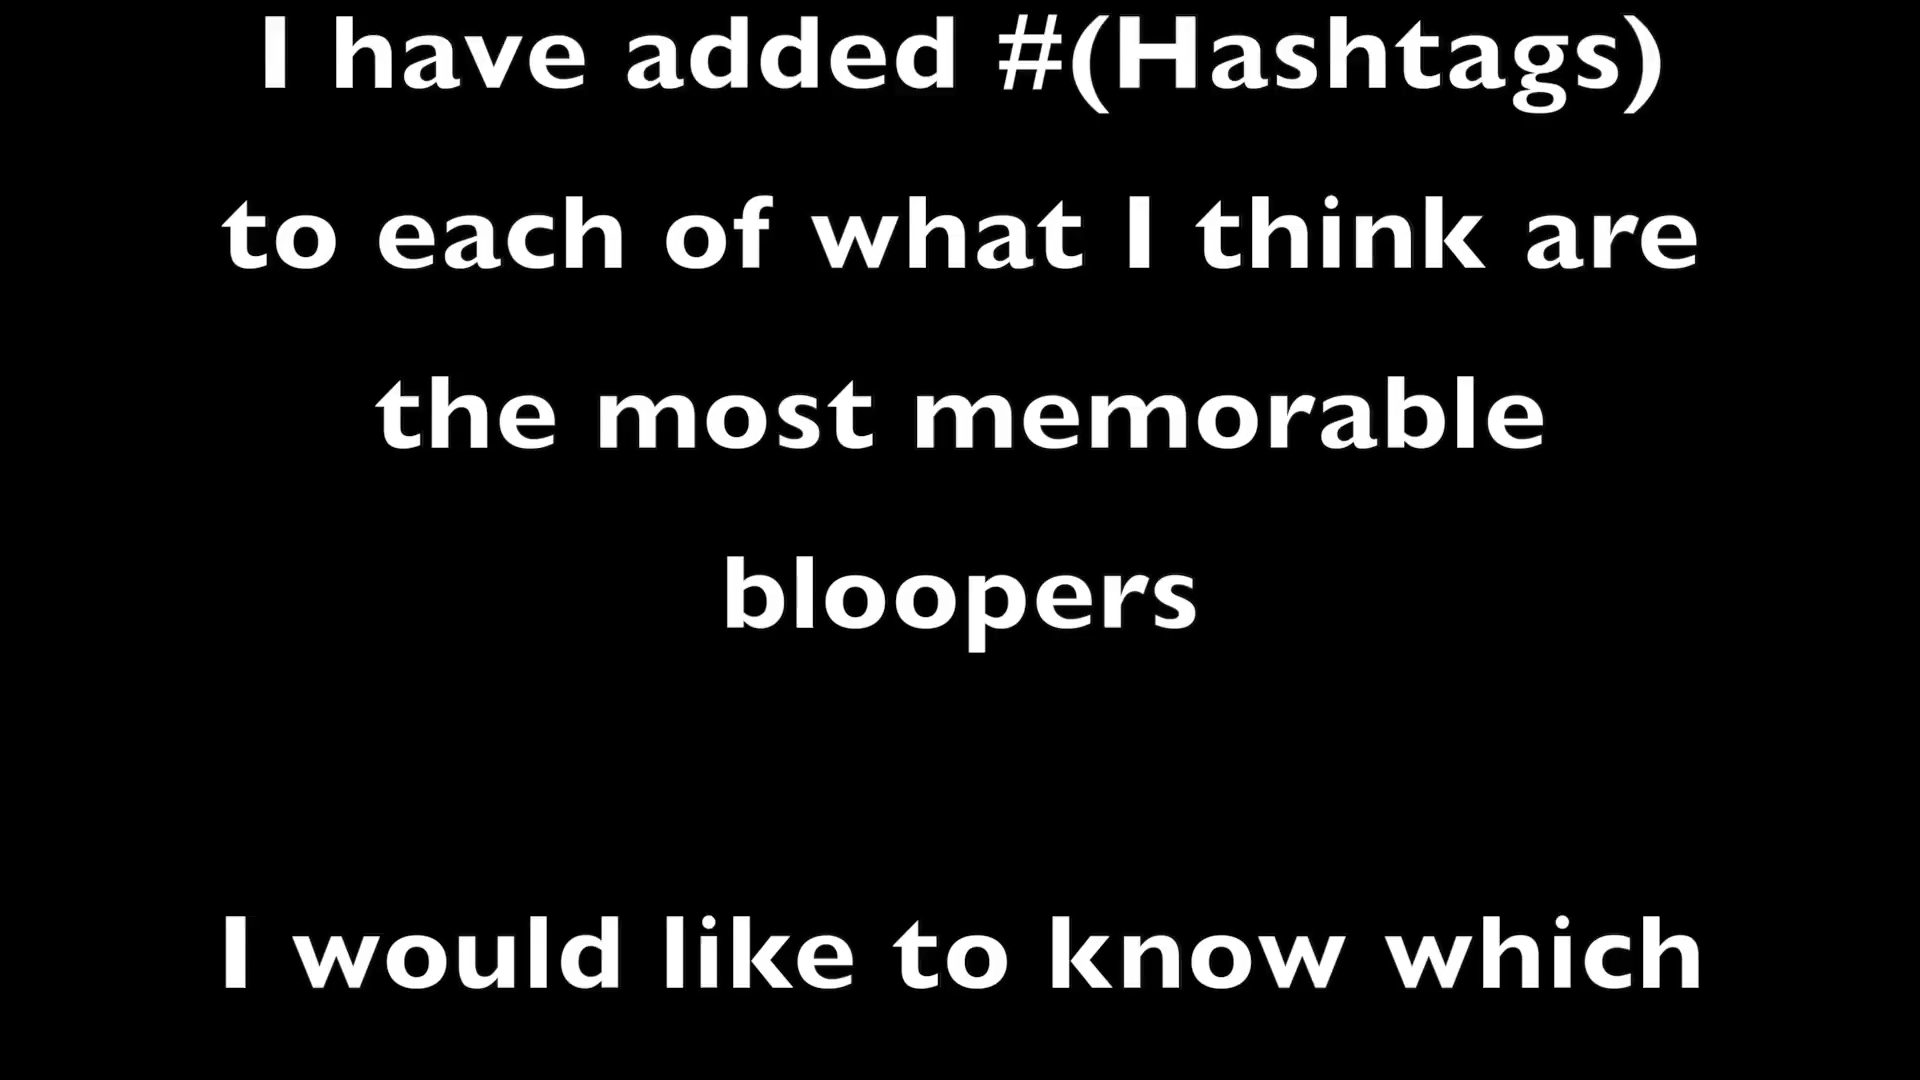 I have added #(Hashtags)
to each of what I think are
the most memorable
bloopers
I would like to know which